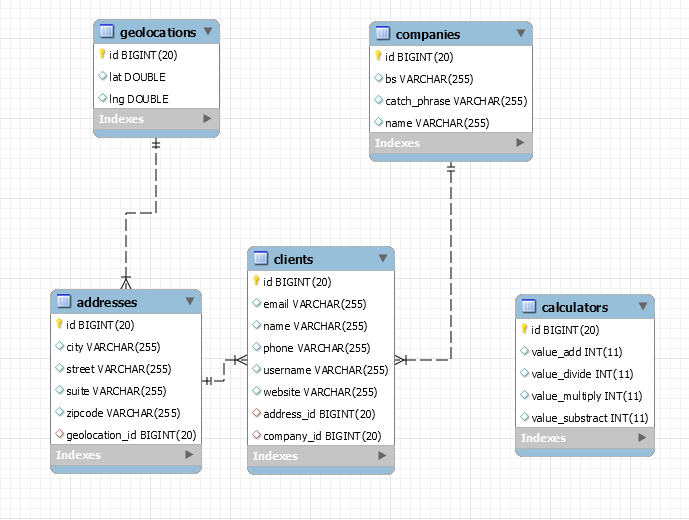 geolocations
id BIGINT(20)
lat DOUBLE
lng DOUBLE
Indexes
companies
id BIGINT(20)
bs VARCHAR(255)
catch_phrase VARCHAR(255)
name VARCHAR(255)
Indexes
addresses
id BIGINT(20)
city VARCHAR(255)
street VARCHAR(255)
suite VARCHAR(255)
zipcode VARCHAR(255)
geolocation_id BIGINT(20)
Indexes
clients
id BIGINT(20)
email VARCHAR(255)
name VARCHAR(255)
phone VARCHAR(255)
username VARCHAR(255)
website VARCHAR(255)
address_id BIGINT(20)
company_id BIGINT(20)
Indexes
calculators
id BIGINT(20)
value_add INT(11)
value_divide INT(11)
value_multiply INT(11)
value_substract INT(11)
Indexes